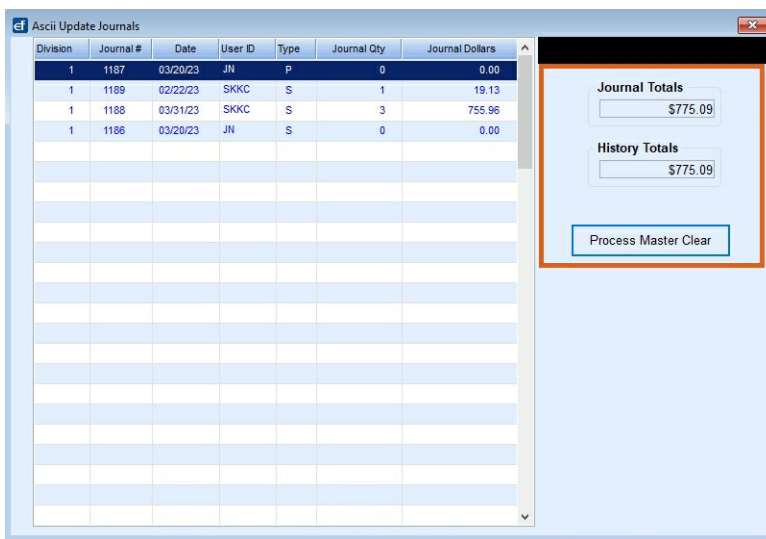 ef Ascii Update Journals
Division Journal # Date User ID Type Journal Qty Journal Dollars
1 1187 03/20/23 JN P 0 0.00
1 1189 02/22/23 SKKC S 1 19.13
1 1188 03/31/23 SKKC S 3 755.96
1 1186 03/20/23 JN S 0 0.00
Journal Totals
$775.09
History Totals
$775.09
Process Master Clear